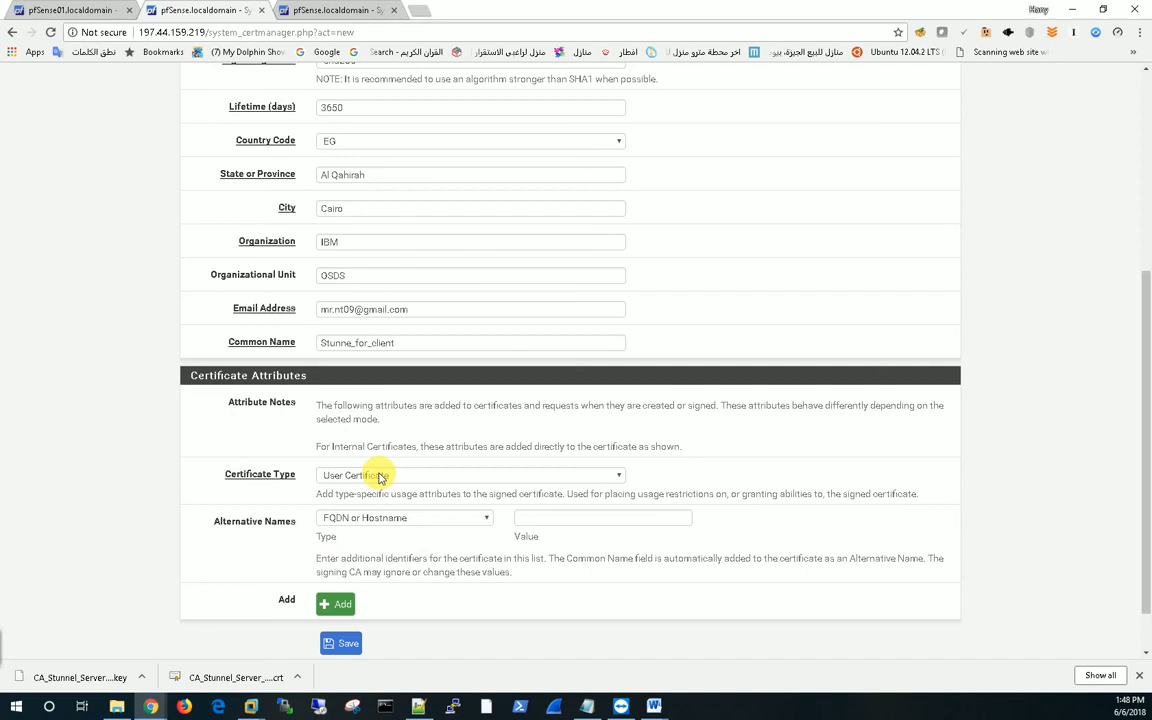 pfSense01.localdomain -
pfSense.localdomain - Sy
pfSense.localdomain - Sy
Hany
Not secure
197.44.159.219/system_certmanager.php?act=new
Apps
نطق الكلمات
Bookmarks
(7) My Dolphin Show
Google
Search - القران الكريم
منزل لراغبى الاستقرار
منازل
افطار
اخر محطة مترو منزل
منازل للبيع الجيزة،
Ubuntu 12.04.2 LTS (
Scanning web site w
»
NOTE: It is recommended to use an algorithm stronger than SHA1 when possible.
Lifetime (days)
3650
Country Code
EG
State or Province
Al Qahirah
City
Cairo
Organization
IBM
Organizational Unit
OSDS
Email Address
mr.nt09@gmail.com
Common Name
Stunne_for_client
Certificate Attributes
Attribute Notes
The following attributes are added to certificates and requests when they are created or signed. These attributes behave differently depending on the
selected mode.
For Internal Certificates, these attributes are added directly to the certificate as shown.
Certificate Type
User Certificate
Add type-specific usage attributes to the signed certificate. Used for placing usage restrictions on, or granting abilities to, the signed certificate.
Alternative Names
FQDN or Hostname
Type
Value
Enter additional identifiers for the certificate in this list. The Common Name field is automatically added to the certificate as an Alternative Name. The
signing CA may ignore or change these values.
Add
Add
Save
CA_Stunnel_Server....key
CA_Stunnel_Server_....crt
Show all
1:48 PM
6/6/2018